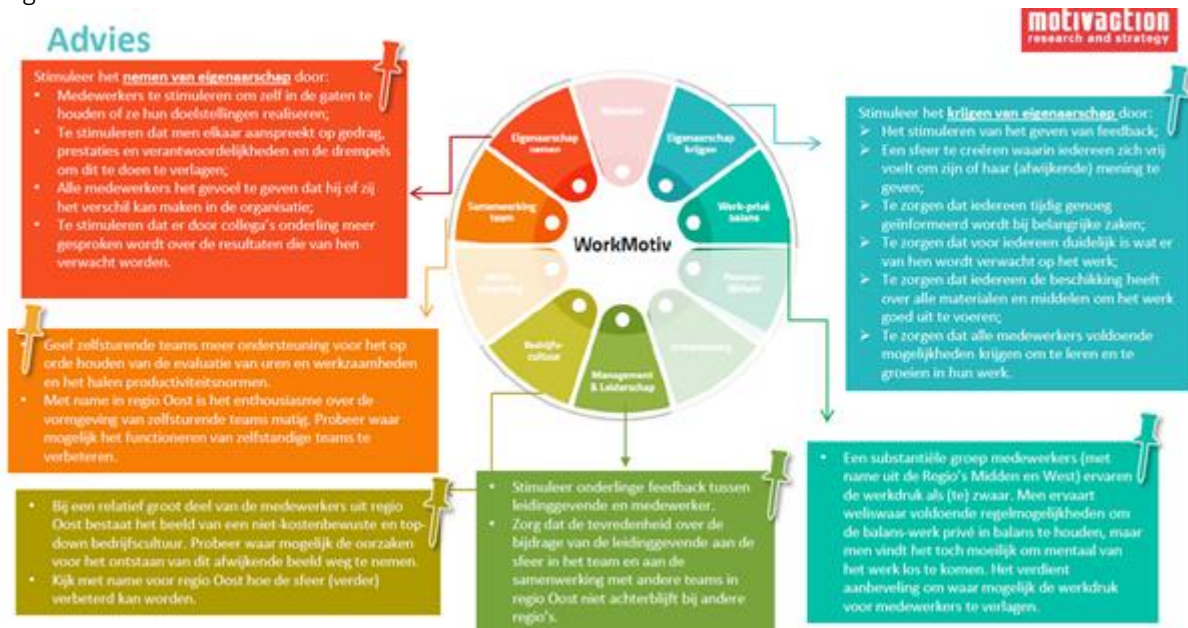 Advies
motivaction
research and strategy
Stimuleer het nemen van eigenaarschap door:
• Medewerkers te stimuleren om zelf in de gaten te
houden of ze hun doelstellingen realiseren;
• Te stimuleren dat men elkaar aanspreekt op gedrag,
prestaties en verantwoordelijkheden en de drempels
om dit te doen te verlagen;
• Alle medewerkers het gevoel te geven dat hij of zij
het verschil kan maken in de organisatie;
• Te stimuleren dat er door collega's onderling meer
gesproken wordt over de resultaten die van hen
verwacht worden.
Eigenaarschap
nemen
Eigenaarschap
krijgen
Samenwerking
team
Werk-privé
balans
WorkMotiv
Bedrijfs-
cultuur
Management
& Leiderschap
Stimuleer het krijgen van eigenaarschap door:
➢ Het stimuleren van het geven van feedback;
➢ Een sfeer te creëren waarin iedereen zich vrij
voelt om zijn of haar (afwijkende) mening te
geven;
➢ Te zorgen dat iedereen tijdig genoeg
geïnformeerd wordt bij belangrijke zaken;
➢ Te zorgen dat voor iedereen duidelijk is wat er
van hen wordt verwacht op het werk;
➢ Te zorgen dat iedereen de beschikking heeft
over alle materialen en middelen om het werk
goed uit te voeren;
➢ Te zorgen dat alle medewerkers voldoende
mogelijkheden krijgen om te leren en te
groeien in hun werk.
• Geef zelfsturende teams meer ondersteuning voor het op
orde houden van de evaluatie van uren en werkzaamheden
en het halen productiviteitsnormen.
• Met name in regio Oost is het enthousiasme over de
vormgeving van zelfsturende teams matig. Probeer waar
mogelijk het functioneren van zelfstandige teams te
verbeteren.
• Bij een relatief groot deel van de medewerkers uit regio
Oost bestaat het beeld van een niet-kostenbewuste en top-
down bedrijfscultuur. Probeer waar mogelijk de oorzaken
voor het ontstaan van dit afwijkende beeld weg te nemen.
• Kijk met name voor regio Oost hoe de sfeer (verder)
verbeterd kan worden.
• Stimuleer onderlinge feedback tussen
leidinggevende en medewerker.
• Zorg dat de tevredenheid over de
bijdrage van de leidinggevende aan de
sfeer in het team en aan de
samenwerking met andere teams in
regio Oost niet achterblijft bij andere
regio's.
• Een substantiële groep medewerkers (met
name uit de Regio's Midden en West) ervaren
de werkdruk als (te) zwaar. Men ervaart
weliswaar voldoende regelmogelijkheden om
de balans-werk privé in balans te houden, maar
men vindt het toch moeilijk om mentaal van
het werk los te komen. Het verdient
aanbeveling om waar mogelijk de werkdruk
voor medewerkers te verlagen.